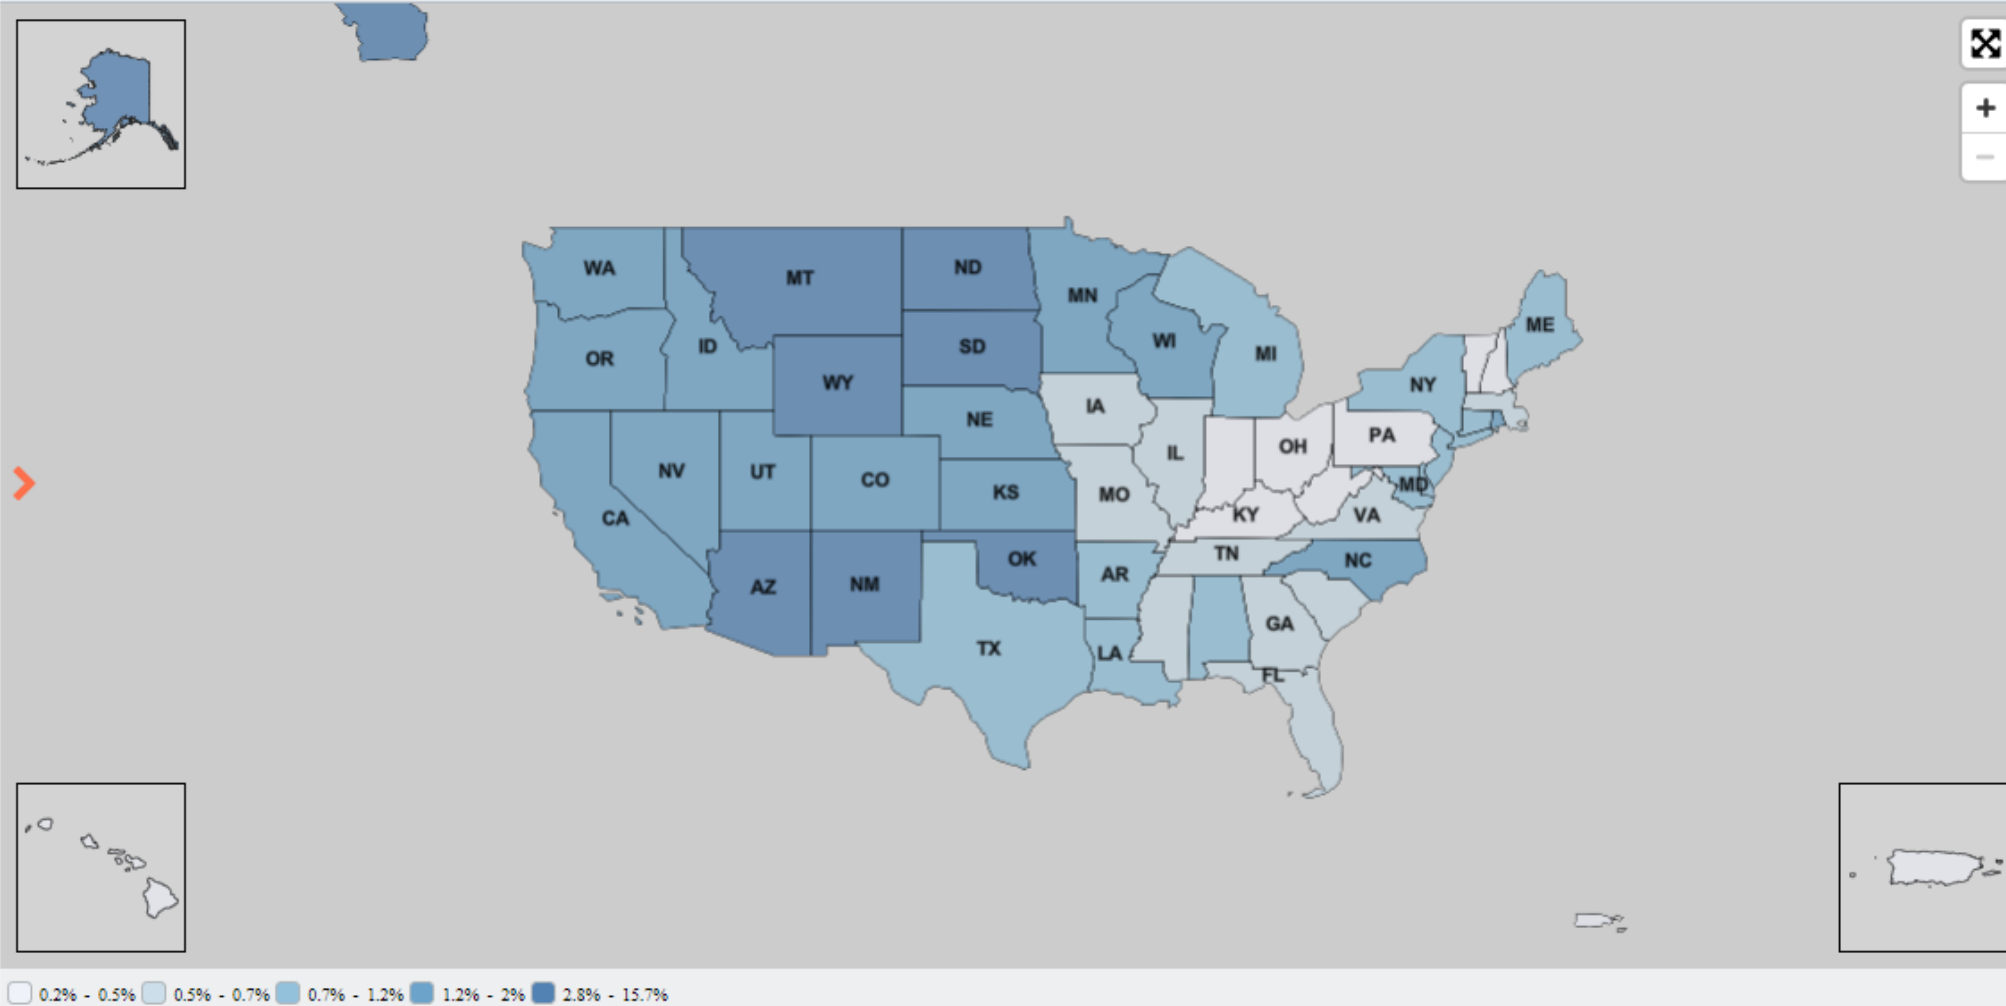 +
−
WA
MT
ND
MN
ME
OR
ID
SD
WI
MI
WY
NY
NE
IA
PA
OH
IL
NV
UT
CO
KS
MO
MD
CA
KY
VA
TN
OK
NC
AR
AZ
NM
GA
TX
LA
FL
0.2% - 0.5% 0.5% - 0.7% 0.7% - 1.2% 1.2% - 2% 2.8% - 15.7%